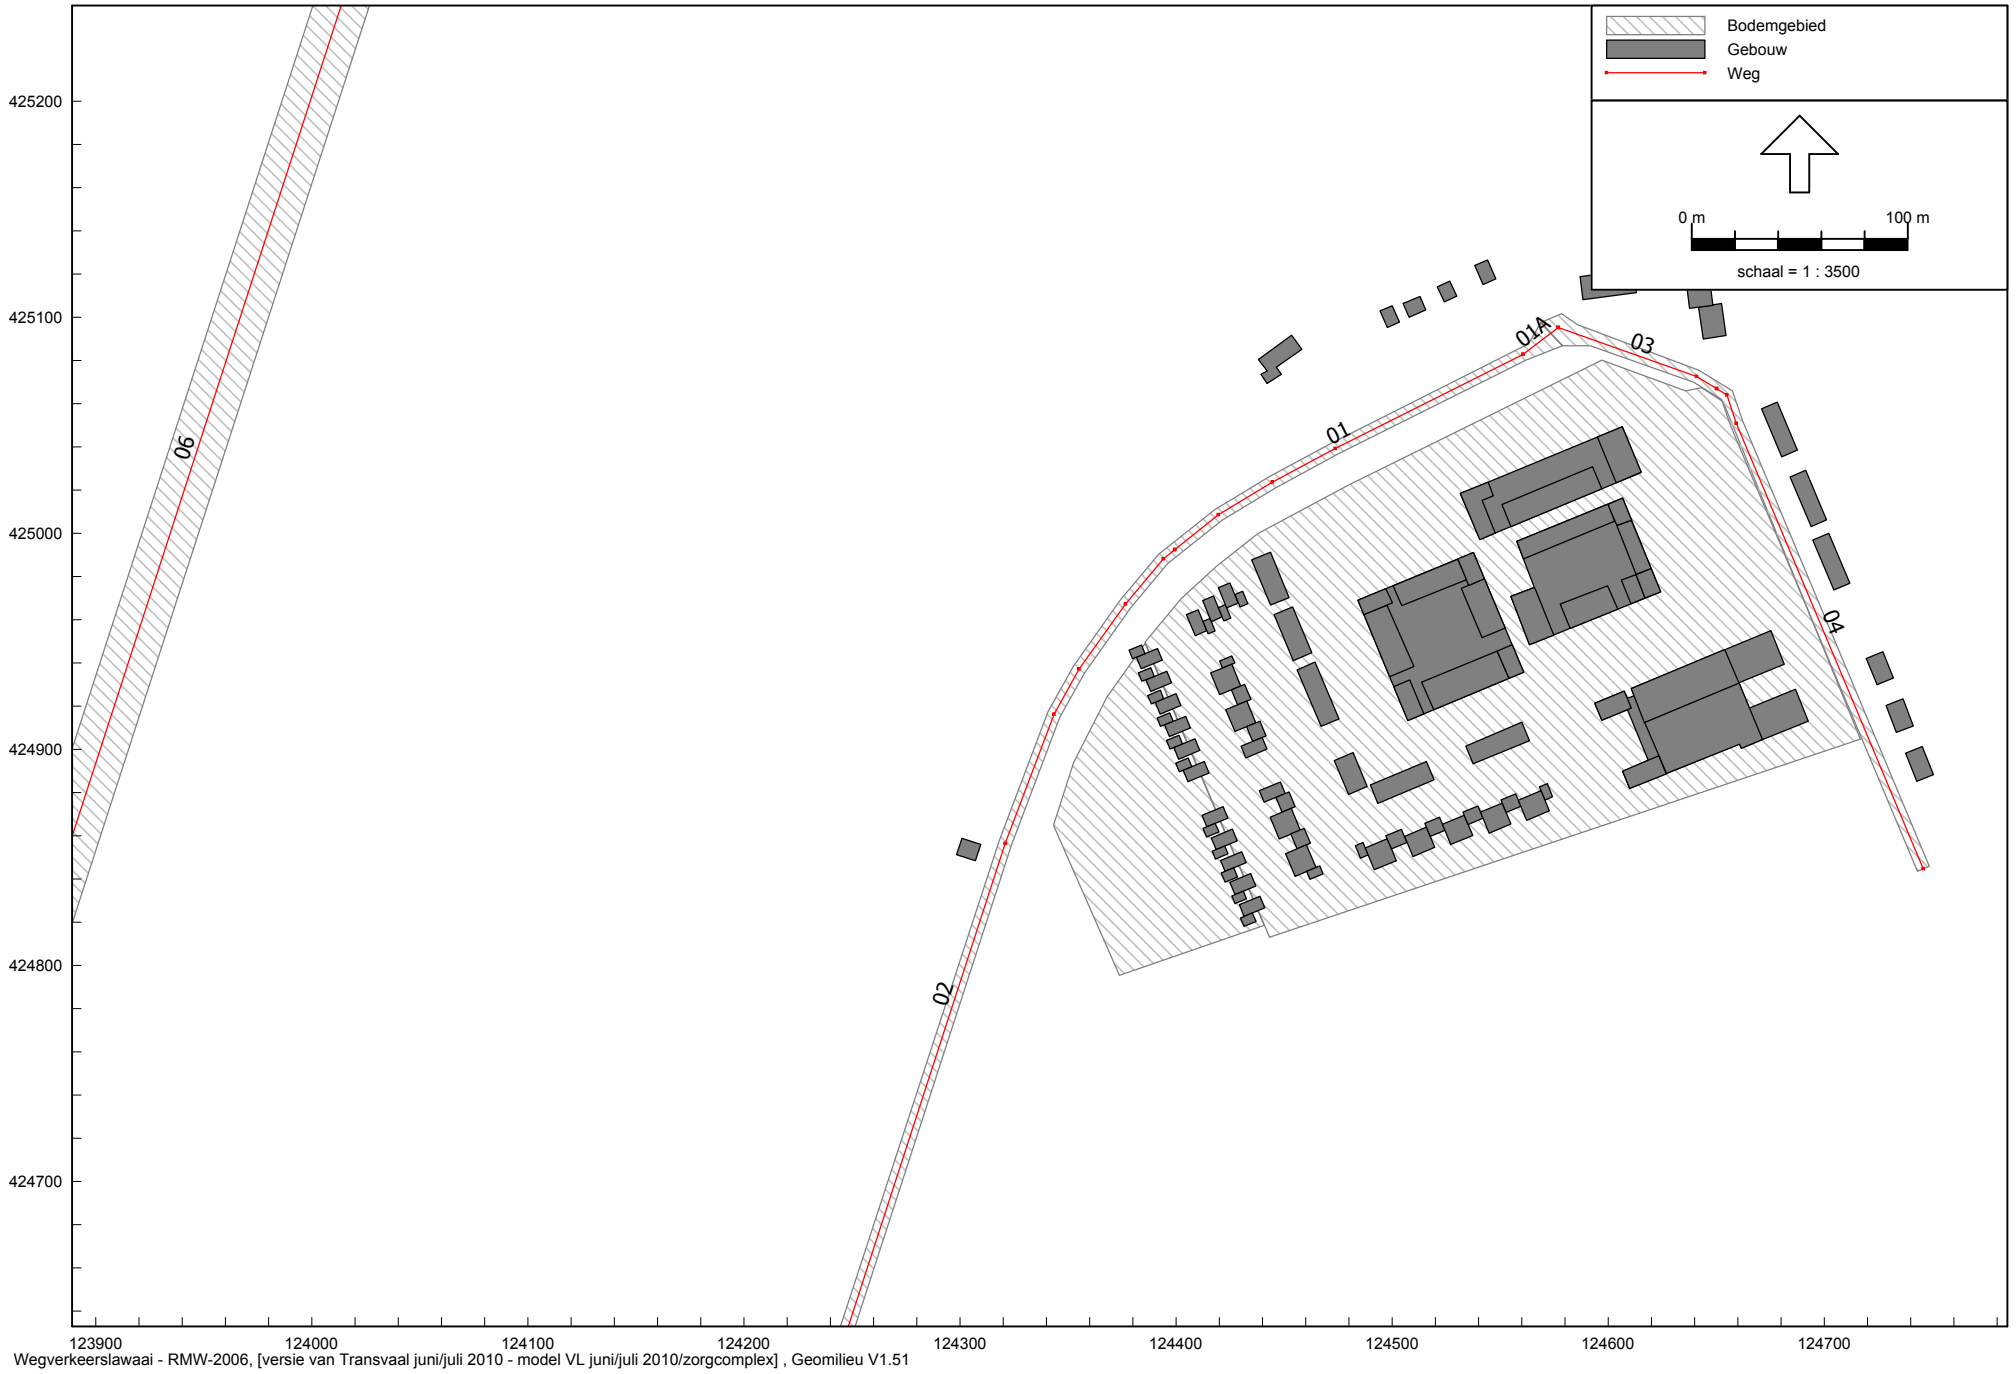 Bodemgebied
Gebouw
Weg
0 m 100 m
schaal = 1 : 3500
425200
425100
425000
424900
424800
424700
06
01A
03
01
04
02
123900 124000 124100 124200 124300 124400 124500 124600 124700
Wegverkeerslawaai - RMW-2006, [versie van Transvaal juni/juli 2010 - model VL juni/juli 2010/zorgcomplex] , Geomilieu V1.51